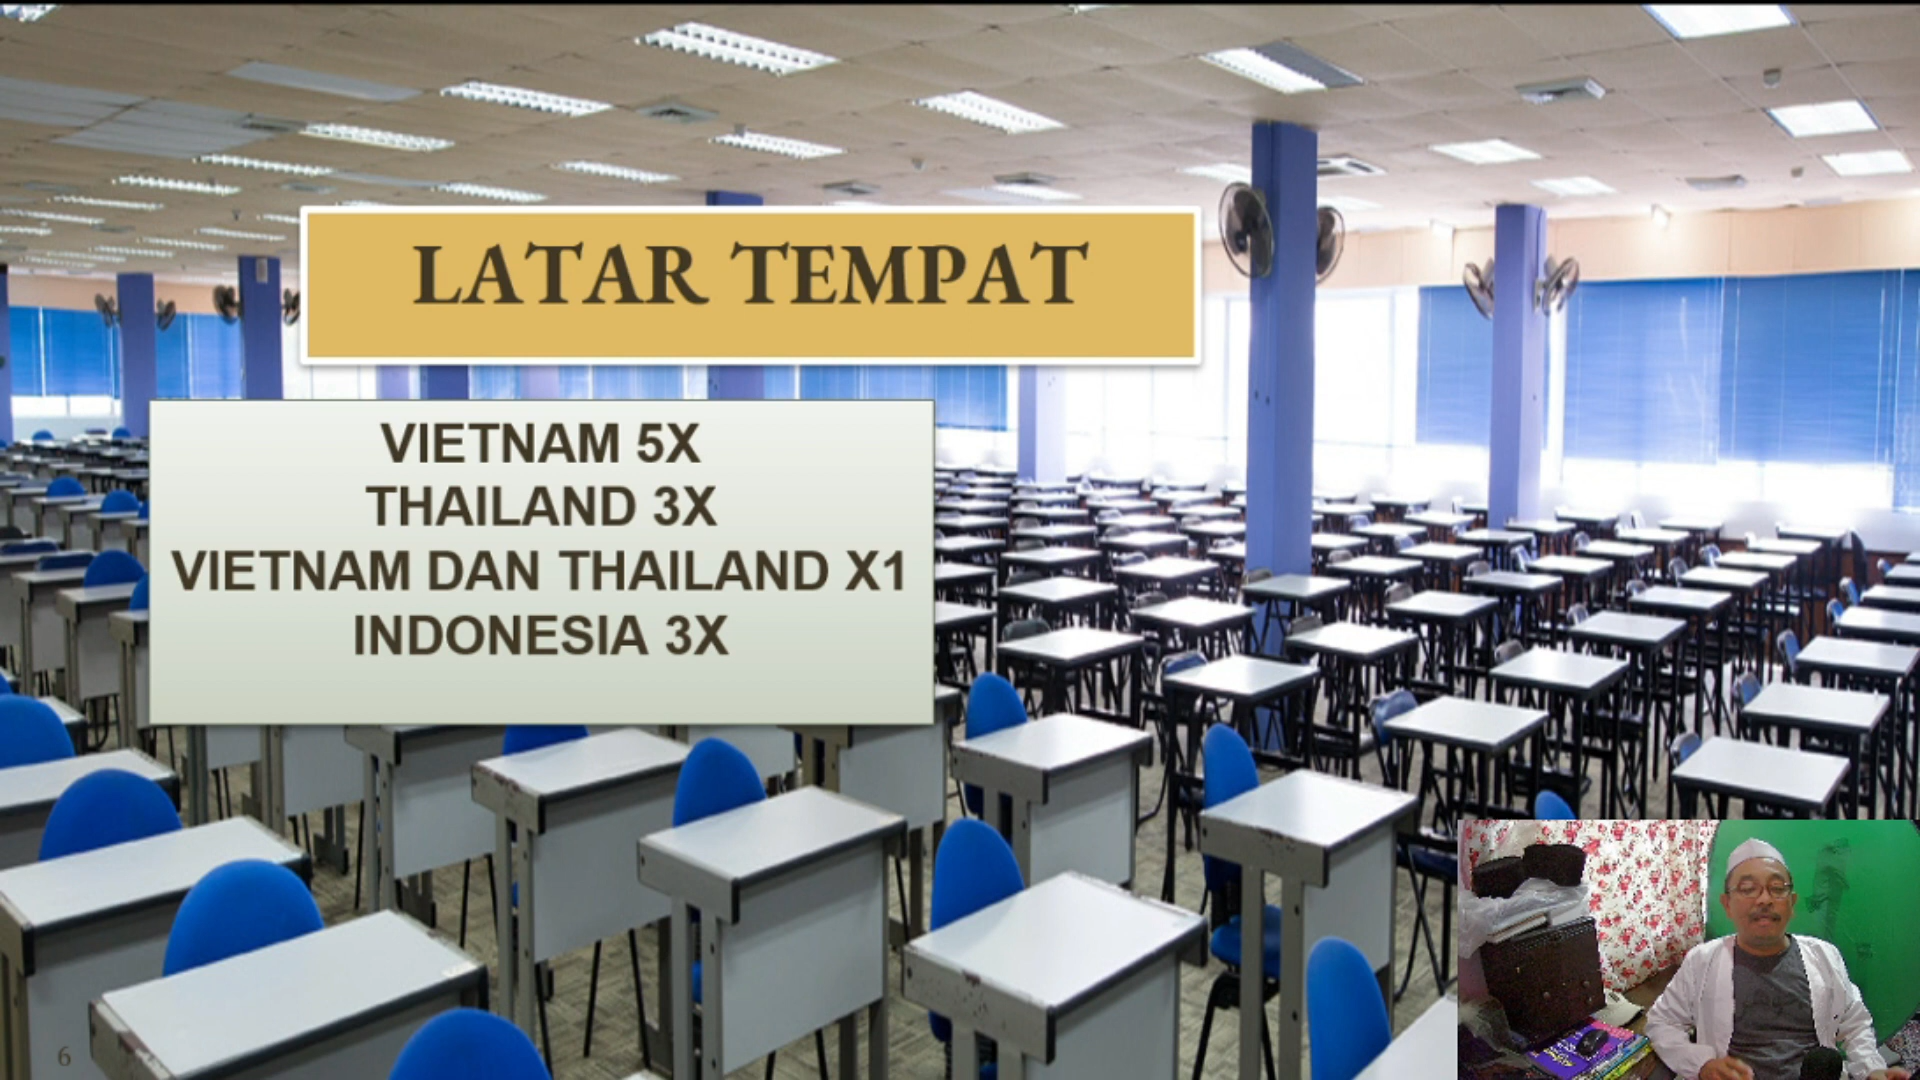 LATAR TEMPAT
VIETNAM 5X
THAILAND 3X
VIETNAM DAN THAILAND X1
INDONESIA 3X
6